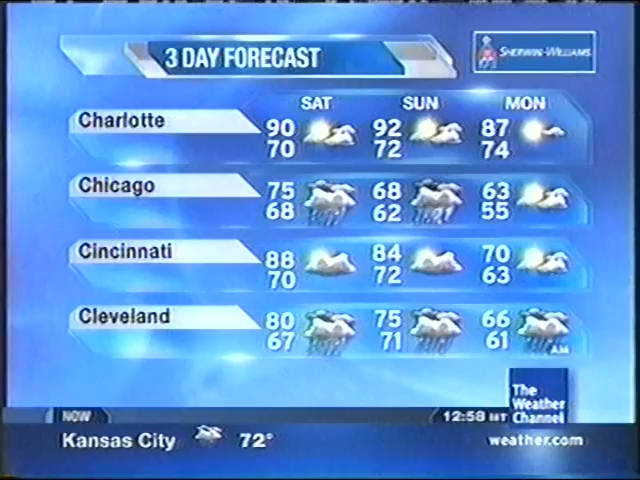 3 DAY FORECAST
SHERWIN-WILLIAMS
SAT SUN MON
Charlotte 90 92 87
70 72 74
Chicago 75 68 63
68 62 55
Cincinnati 88 84 70
70 72 63
Cleveland 80 75 66
67 71 61 AM
The
Weather
Channel
NOW 12:58 MT
Kansas City 72° weather.com